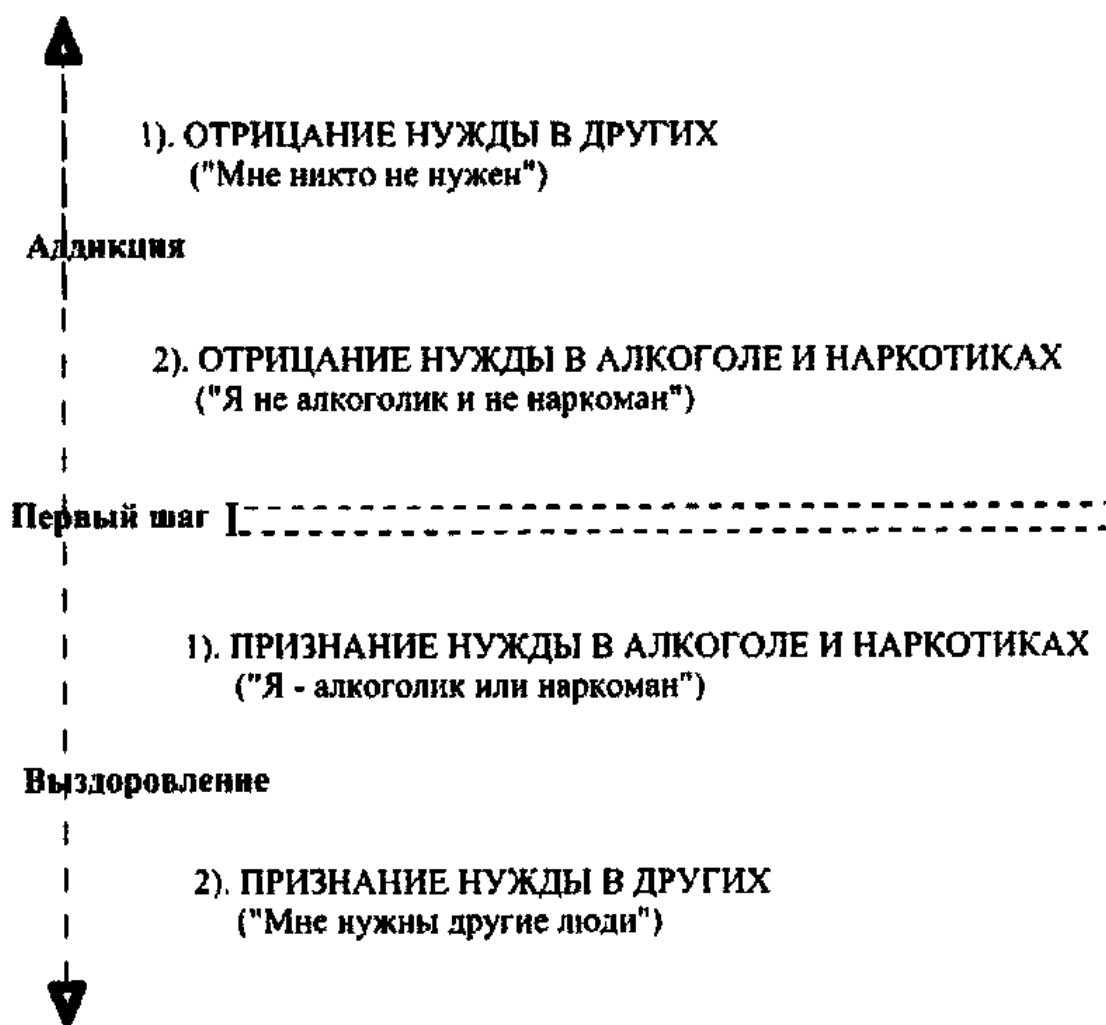 1). ОТРИЦАНИЕ НУЖДЫ В ДРУГИХ
("Мне никто не нужен")
Аддикция
2). ОТРИЦАНИЕ НУЖДЫ В АЛКОГОЛЕ И НАРКОТИКАХ
("Я не алкоголик и не наркоман")
Первый шаг
1). ПРИЗНАНИЕ НУЖДЫ В АЛКОГОЛЕ И НАРКОТИКАХ
("Я - алкоголик или наркоман")
Выздоровление
2). ПРИЗНАНИЕ НУЖДЫ В ДРУГИХ
("Мне нужны другие люди")